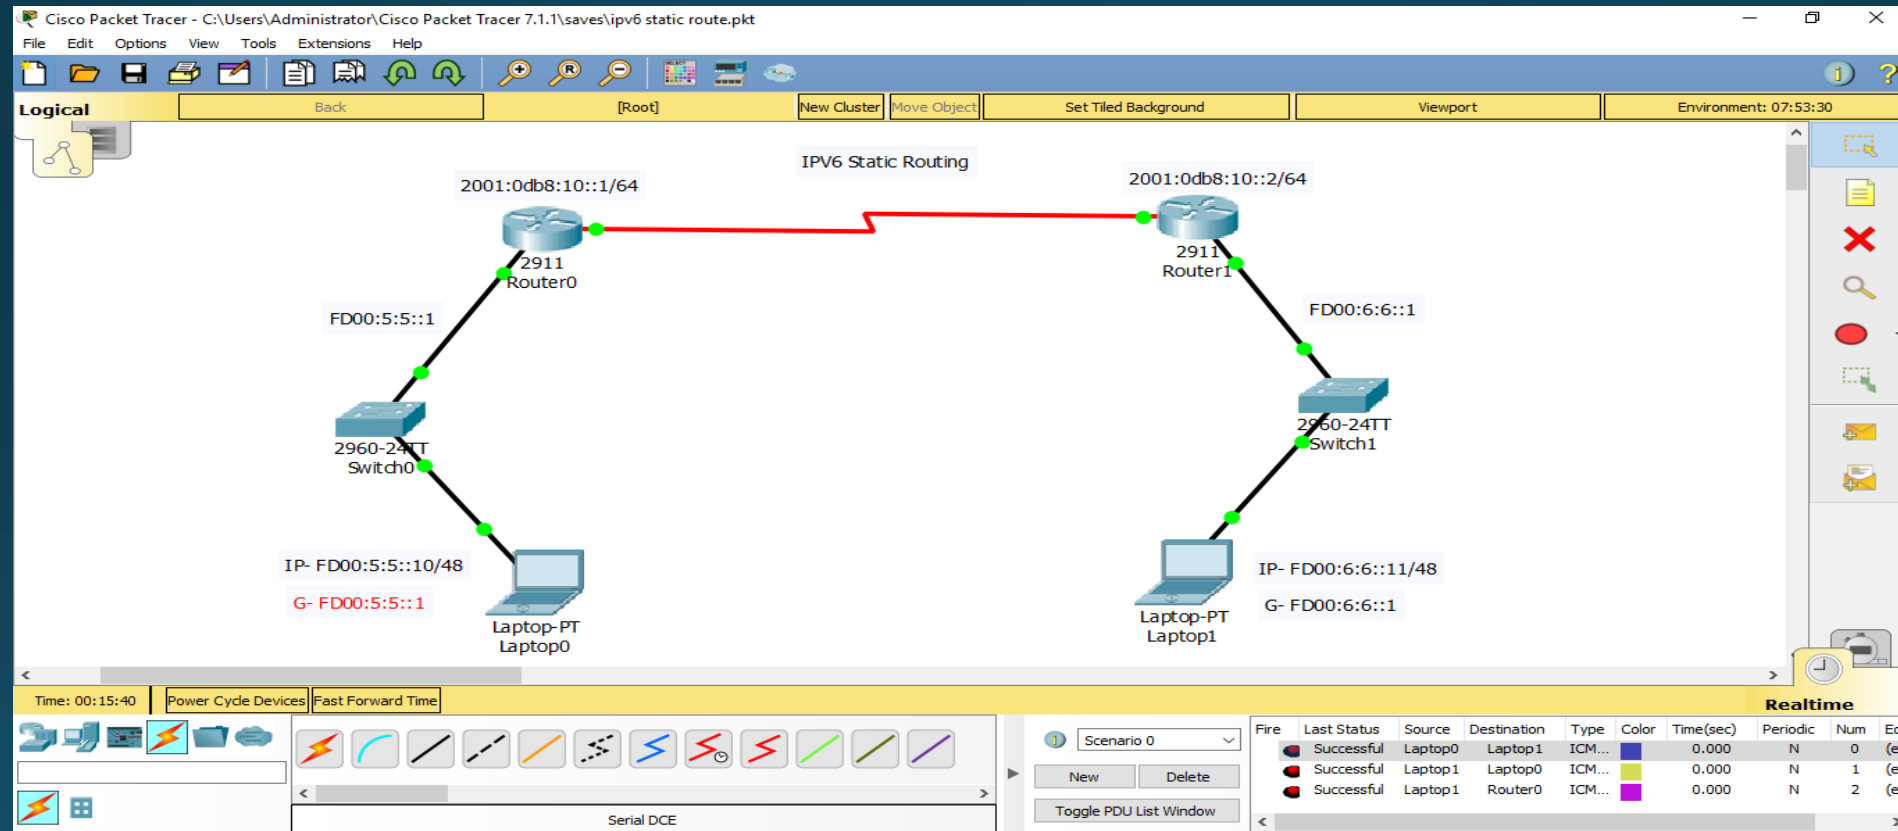 Cisco Packet Tracer - C:\Users\Administrator\Cisco Packet Tracer 7.1.1\saves\ipv6 static route.pkt
File Edit Options View Tools Extensions Help
Logical Back [Root] New Cluster Move Object Set Tiled Background Viewport Environment: 07:53:30
IPV6 Static Routing
2001:0db8:10::1/64
2001:0db8:10::2/64
2911
Router0
2911
Router1
FD00:5:5::1
FD00:6:6::1
2960-24TT
Switch0
2960-24TT
Switch1
IP- FD00:5:5::10/48
G- FD00:5:5::1
Laptop-PT
Laptop0
IP- FD00:6:6::11/48
G- FD00:6:6::1
Laptop-PT
Laptop1
Time: 00:15:40 Power Cycle Devices Fast Forward Time Realtime
Scenario 0
New Delete
Toggle PDU List Window
Serial DCE
Fire Last Status Source Destination Type Color Time(sec) Periodic Num
Successful Laptop0 Laptop1 ICM... 0.000 N 0 (e
Successful Laptop1 Laptop0 ICM... 0.000 N 1 (e
Successful Laptop1 Router0 ICM... 0.000 N 2 (e